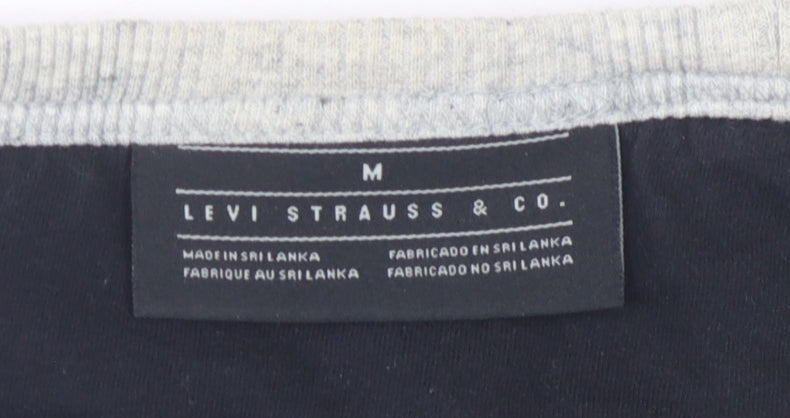 M
LEVI STRAUSS & CO.
MADE IN SRI LANKA
FABRIQUE AU SRI LANKA
FABRICADO EN SRI LANKA
FABRICADO NO SRI LANKA